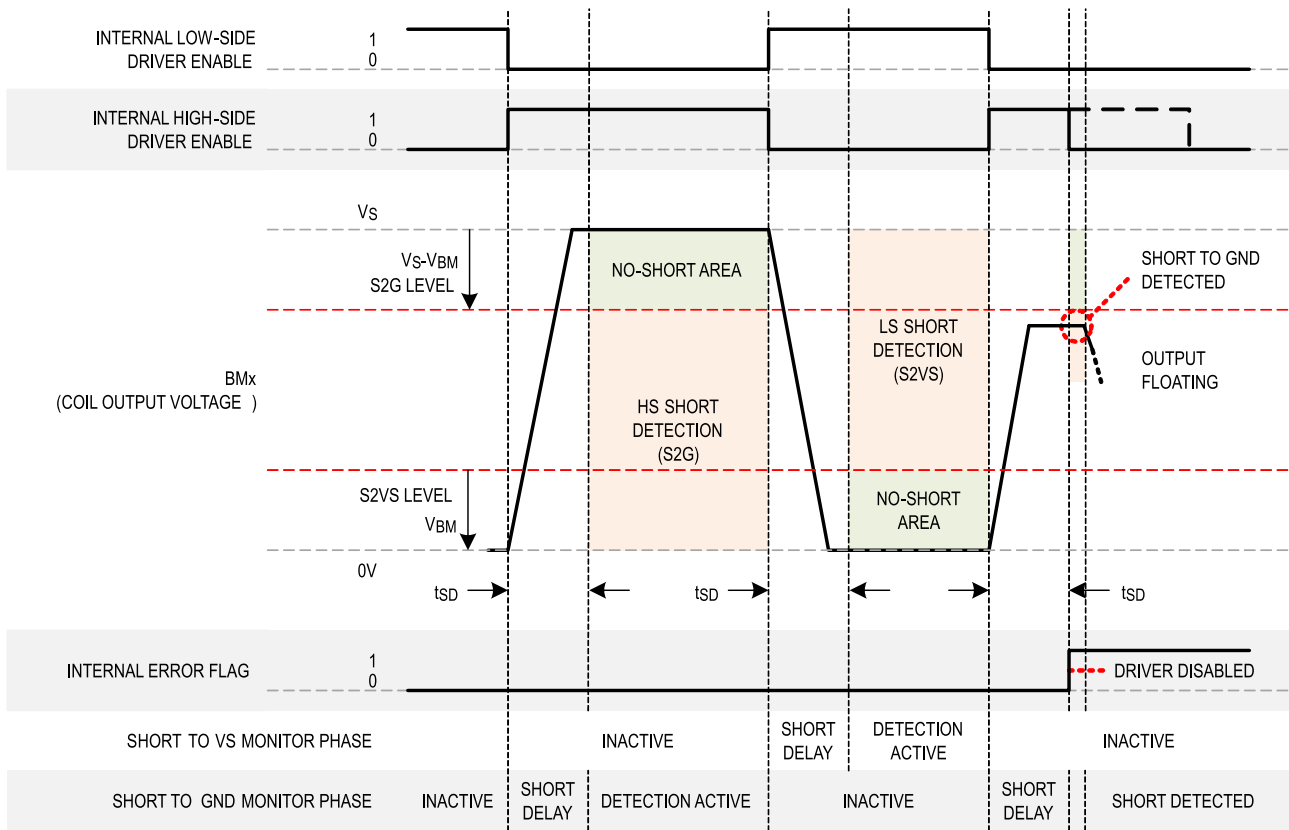 INTERNAL LOW-SIDE
DRIVER ENABLE
1
0
INTERNAL HIGH-SIDE
DRIVER ENABLE
1
0
VS
VS-VBM
S2G LEVEL
NO-SHORT AREA
SHORT TO GND
DETECTED
LS SHORT
DETECTION
(S2VS)
OUTPUT
FLOATING
BMx
(COIL OUTPUT VOLTAGE )
HS SHORT
DETECTION
(S2G)
S2VS LEVEL
VBM
NO-SHORT
AREA
0V
tSD
tSD
tSD
INTERNAL ERROR FLAG
1
0
DRIVER DISABLED
SHORT TO VS MONITOR PHASE
INACTIVE
SHORT
DELAY
DETECTION
ACTIVE
INACTIVE
SHORT TO GND MONITOR PHASE
INACTIVE
SHORT
DELAY
DETECTION ACTIVE
INACTIVE
SHORT
DELAY
SHORT DETECTED